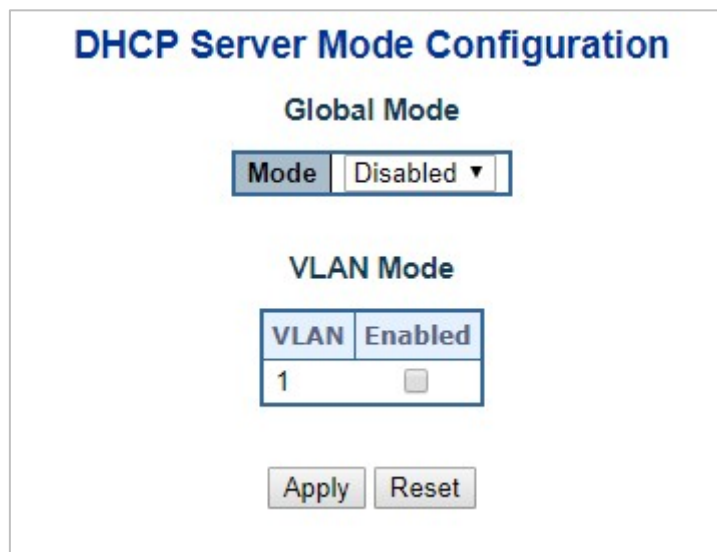 DHCP Server Mode Configuration
Global Mode
Mode Disabled
VLAN Mode
VLAN Enabled
1
Apply Reset